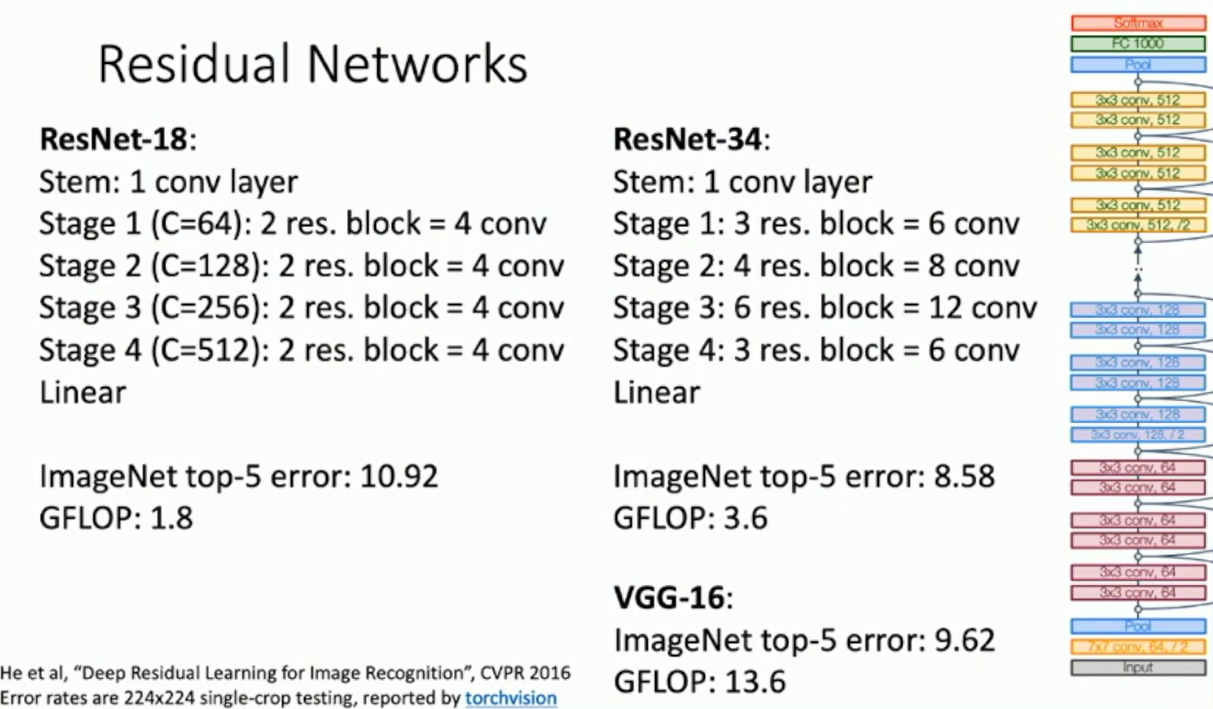 Residual Networks
ResNet-18:
Stem: 1 conv layer
Stage 1 (C=64): 2 res. block = 4 conv
Stage 2 (C=128): 2 res. block = 4 conv
Stage 3 (C=256): 2 res. block = 4 conv
Stage 4 (C=512): 2 res. block = 4 conv
Linear
ImageNet top-5 error: 10.92
GFLOP: 1.8
ResNet-34:
Stem: 1 conv layer
Stage 1: 3 res. block = 6 conv
Stage 2: 4 res. block = 8 conv
Stage 3: 6 res. block = 12 conv
Stage 4: 3 res. block = 6 conv
Linear
ImageNet top-5 error: 8.58
GFLOP: 3.6
VGG-16:
ImageNet top-5 error: 9.62
GFLOP: 13.6
He et al, “Deep Residual Learning for Image Recognition”, CVPR 2016
Error rates are 224x224 single-crop testing, reported by torchvision
Softmax
FC 1000
Pool
3x3 conv, 512
3x3 conv, 512
3x3 conv, 512
3x3 conv, 512
3x3 conv, 512
3x3 conv, 512, /2
..
3x3 conv, 128
3x3 conv, 128
3x3 conv, 128
3x3 conv, 128
3x3 conv, 128
3x3 conv, 128, / 2
3x3 conv, 64
3x3 conv, 64
3x3 conv, 64
3x3 conv, 64
3x3 conv, 64
3x3 conv, 64
Pool
7x7 conv, 64, / 2
Input